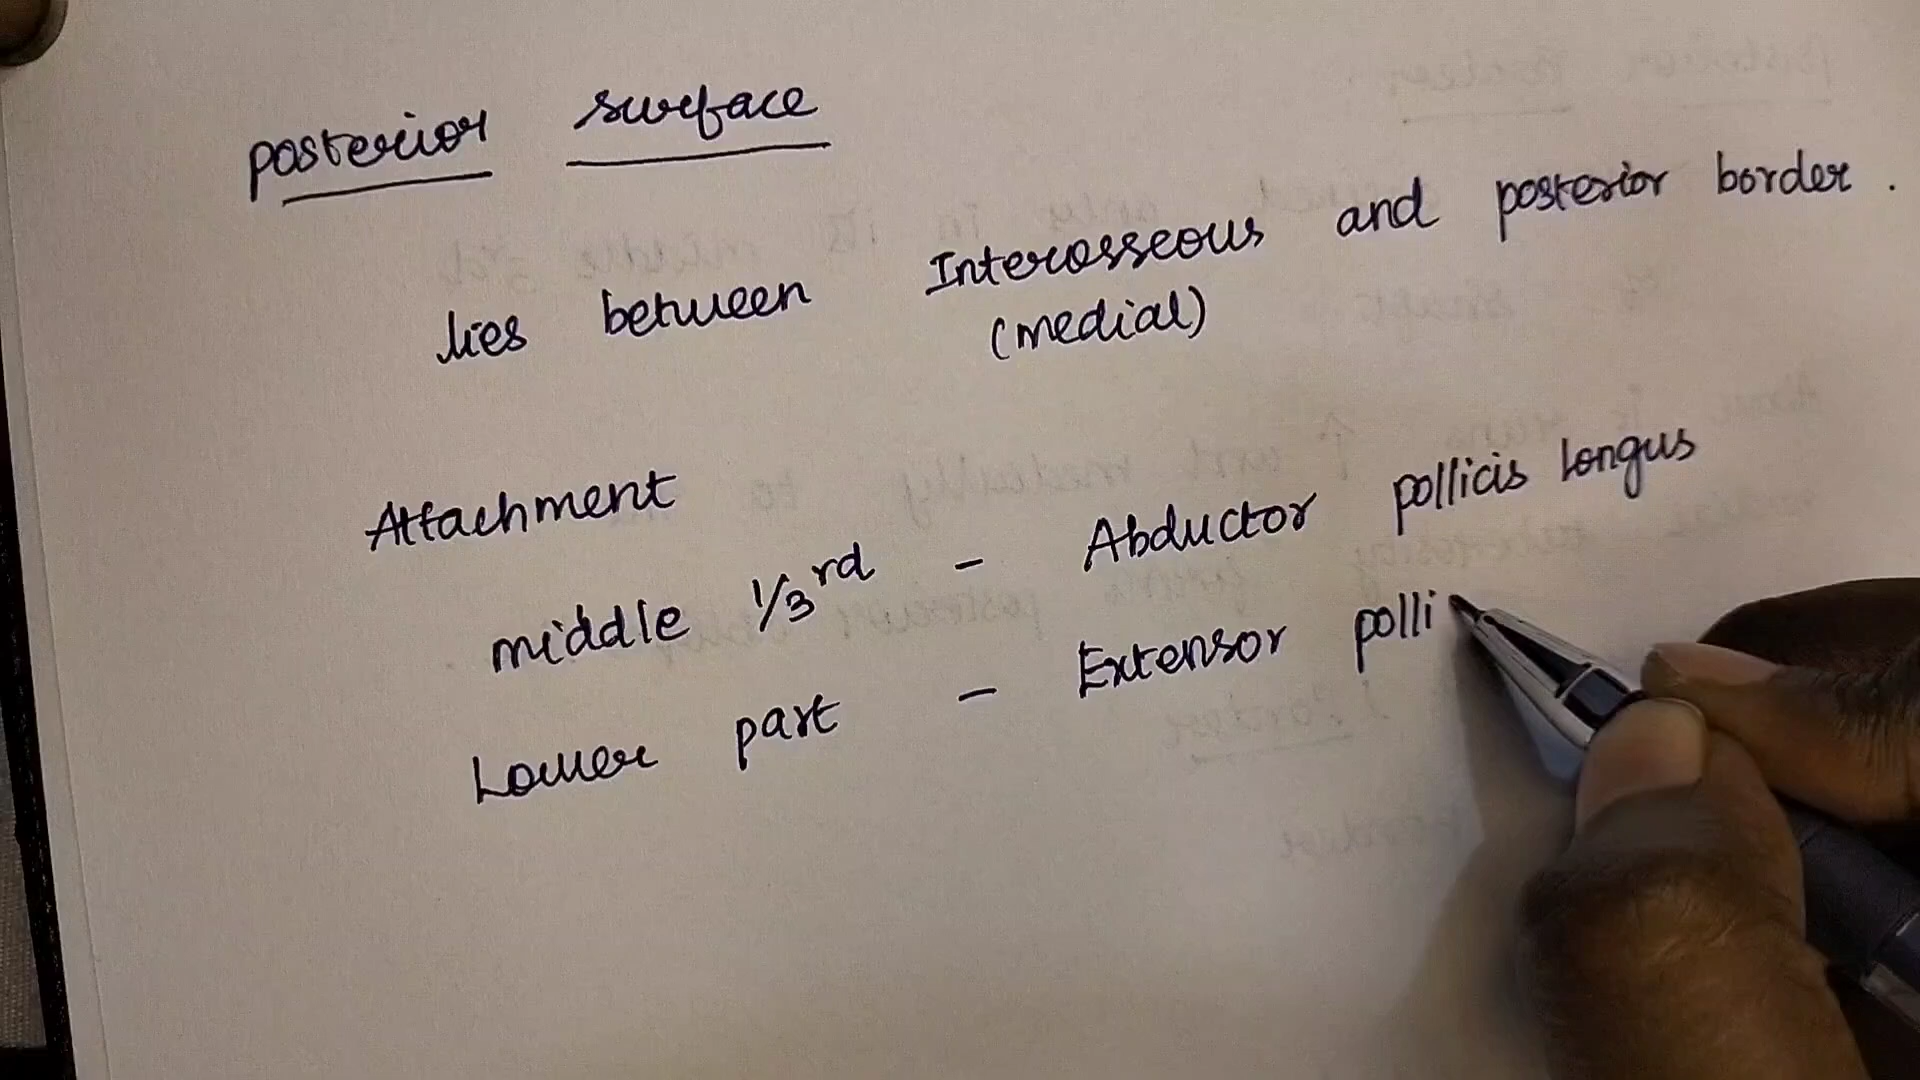 posterior surface
lies between Interosseous and posterior border.
(medial)
Attachment
middle 1/3rd - Abductor pollicis longus
Lower part - Extensor polli